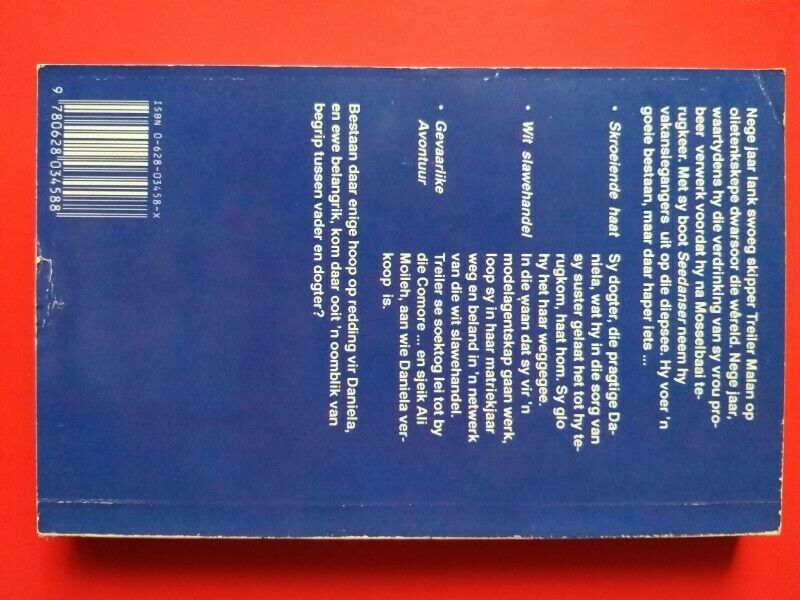 Nege jaar lank swoeg skipper Treiler Malan op
olietenkskepe dwarsoor die wêreld. Nege jaar,
waartydens hy die verdrinking van sy vrou pro-
beer verwerk voordat hy na Mosselbaai te-
rugkeer. Met sy boot Seedanser neem hy
vakansiegangers uit op die diepsee. Hy voer 'n
goeie bestaan, maar daar haper iets ...
• Skroeiende haat Sy dogter, die pragtige Da-
niela, wat hy in die sorg van
sy suster gelaat het tot hy te-
rugkom, haat hom. Sy glo
hy het haar weggegee.
• Wit slawehandel In die waan dat sy vir 'n
modelagentskap gaan werk,
loop sy in haar matriekjaar
weg en beland in 'n netwerk
van die wit slawehandel.
• Gevaarlike Treiler se soektog lei tot by
Avontuur die Comore ... en sjeik Ali
Molleh, aan wie Daniela ver-
koop is.
Bestaan daar enige hoop op redding vir Daniela,
en ewe belangrik, kom daar ooit 'n oomblik van
begrip tussen vader en dogter?
ISBN 0-628-03458-X
9 780628 034588